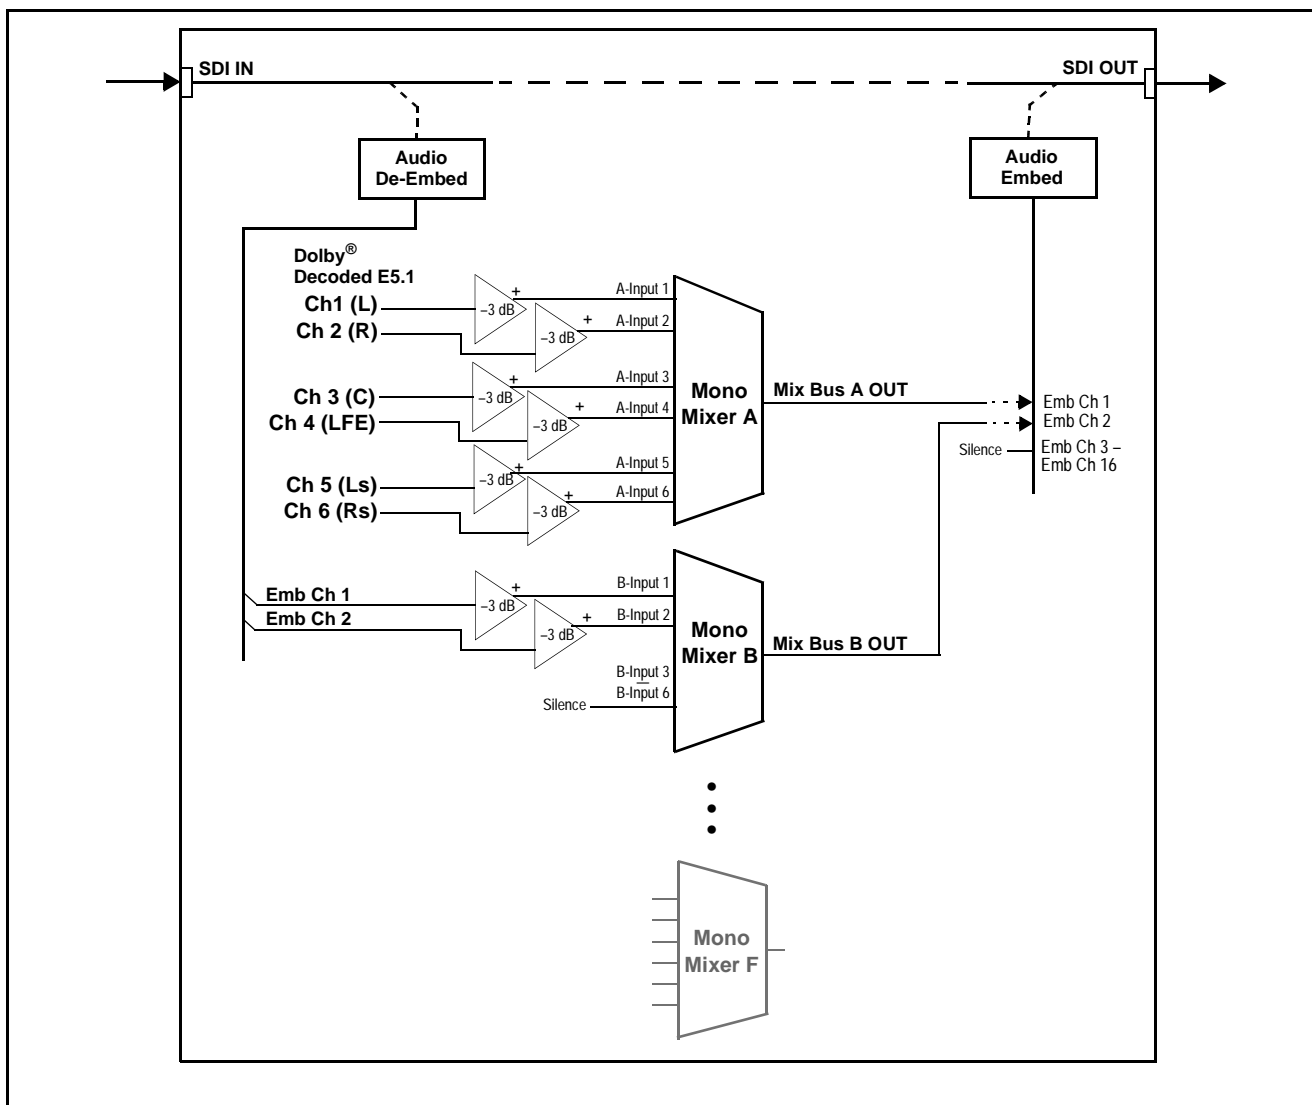 SDI IN
SDI OUT
Audio
De-Embed
Audio
Embed
Dolby®
Decoded E5.1
Ch1 (L)
–3 dB
+
A-Input 1
Ch 2 (R)
–3 dB
+
A-Input 2
Ch 3 (C)
–3 dB
+
A-Input 3
Ch 4 (LFE)
–3 dB
+
A-Input 4
Ch 5 (Ls)
–3 dB
+
A-Input 5
Ch 6 (Rs)
–3 dB
+
A-Input 6
Mono
Mixer A
Mix Bus A OUT
Emb Ch 1
Emb Ch 2
Silence
Emb Ch 3 –
Emb Ch 16
Emb Ch 1
–3 dB
+
B-Input 1
Emb Ch 2
–3 dB
+
B-Input 2
B-Input 3
–
B-Input 6
Silence
Mono
Mixer B
Mix Bus B OUT
Mono
Mixer F